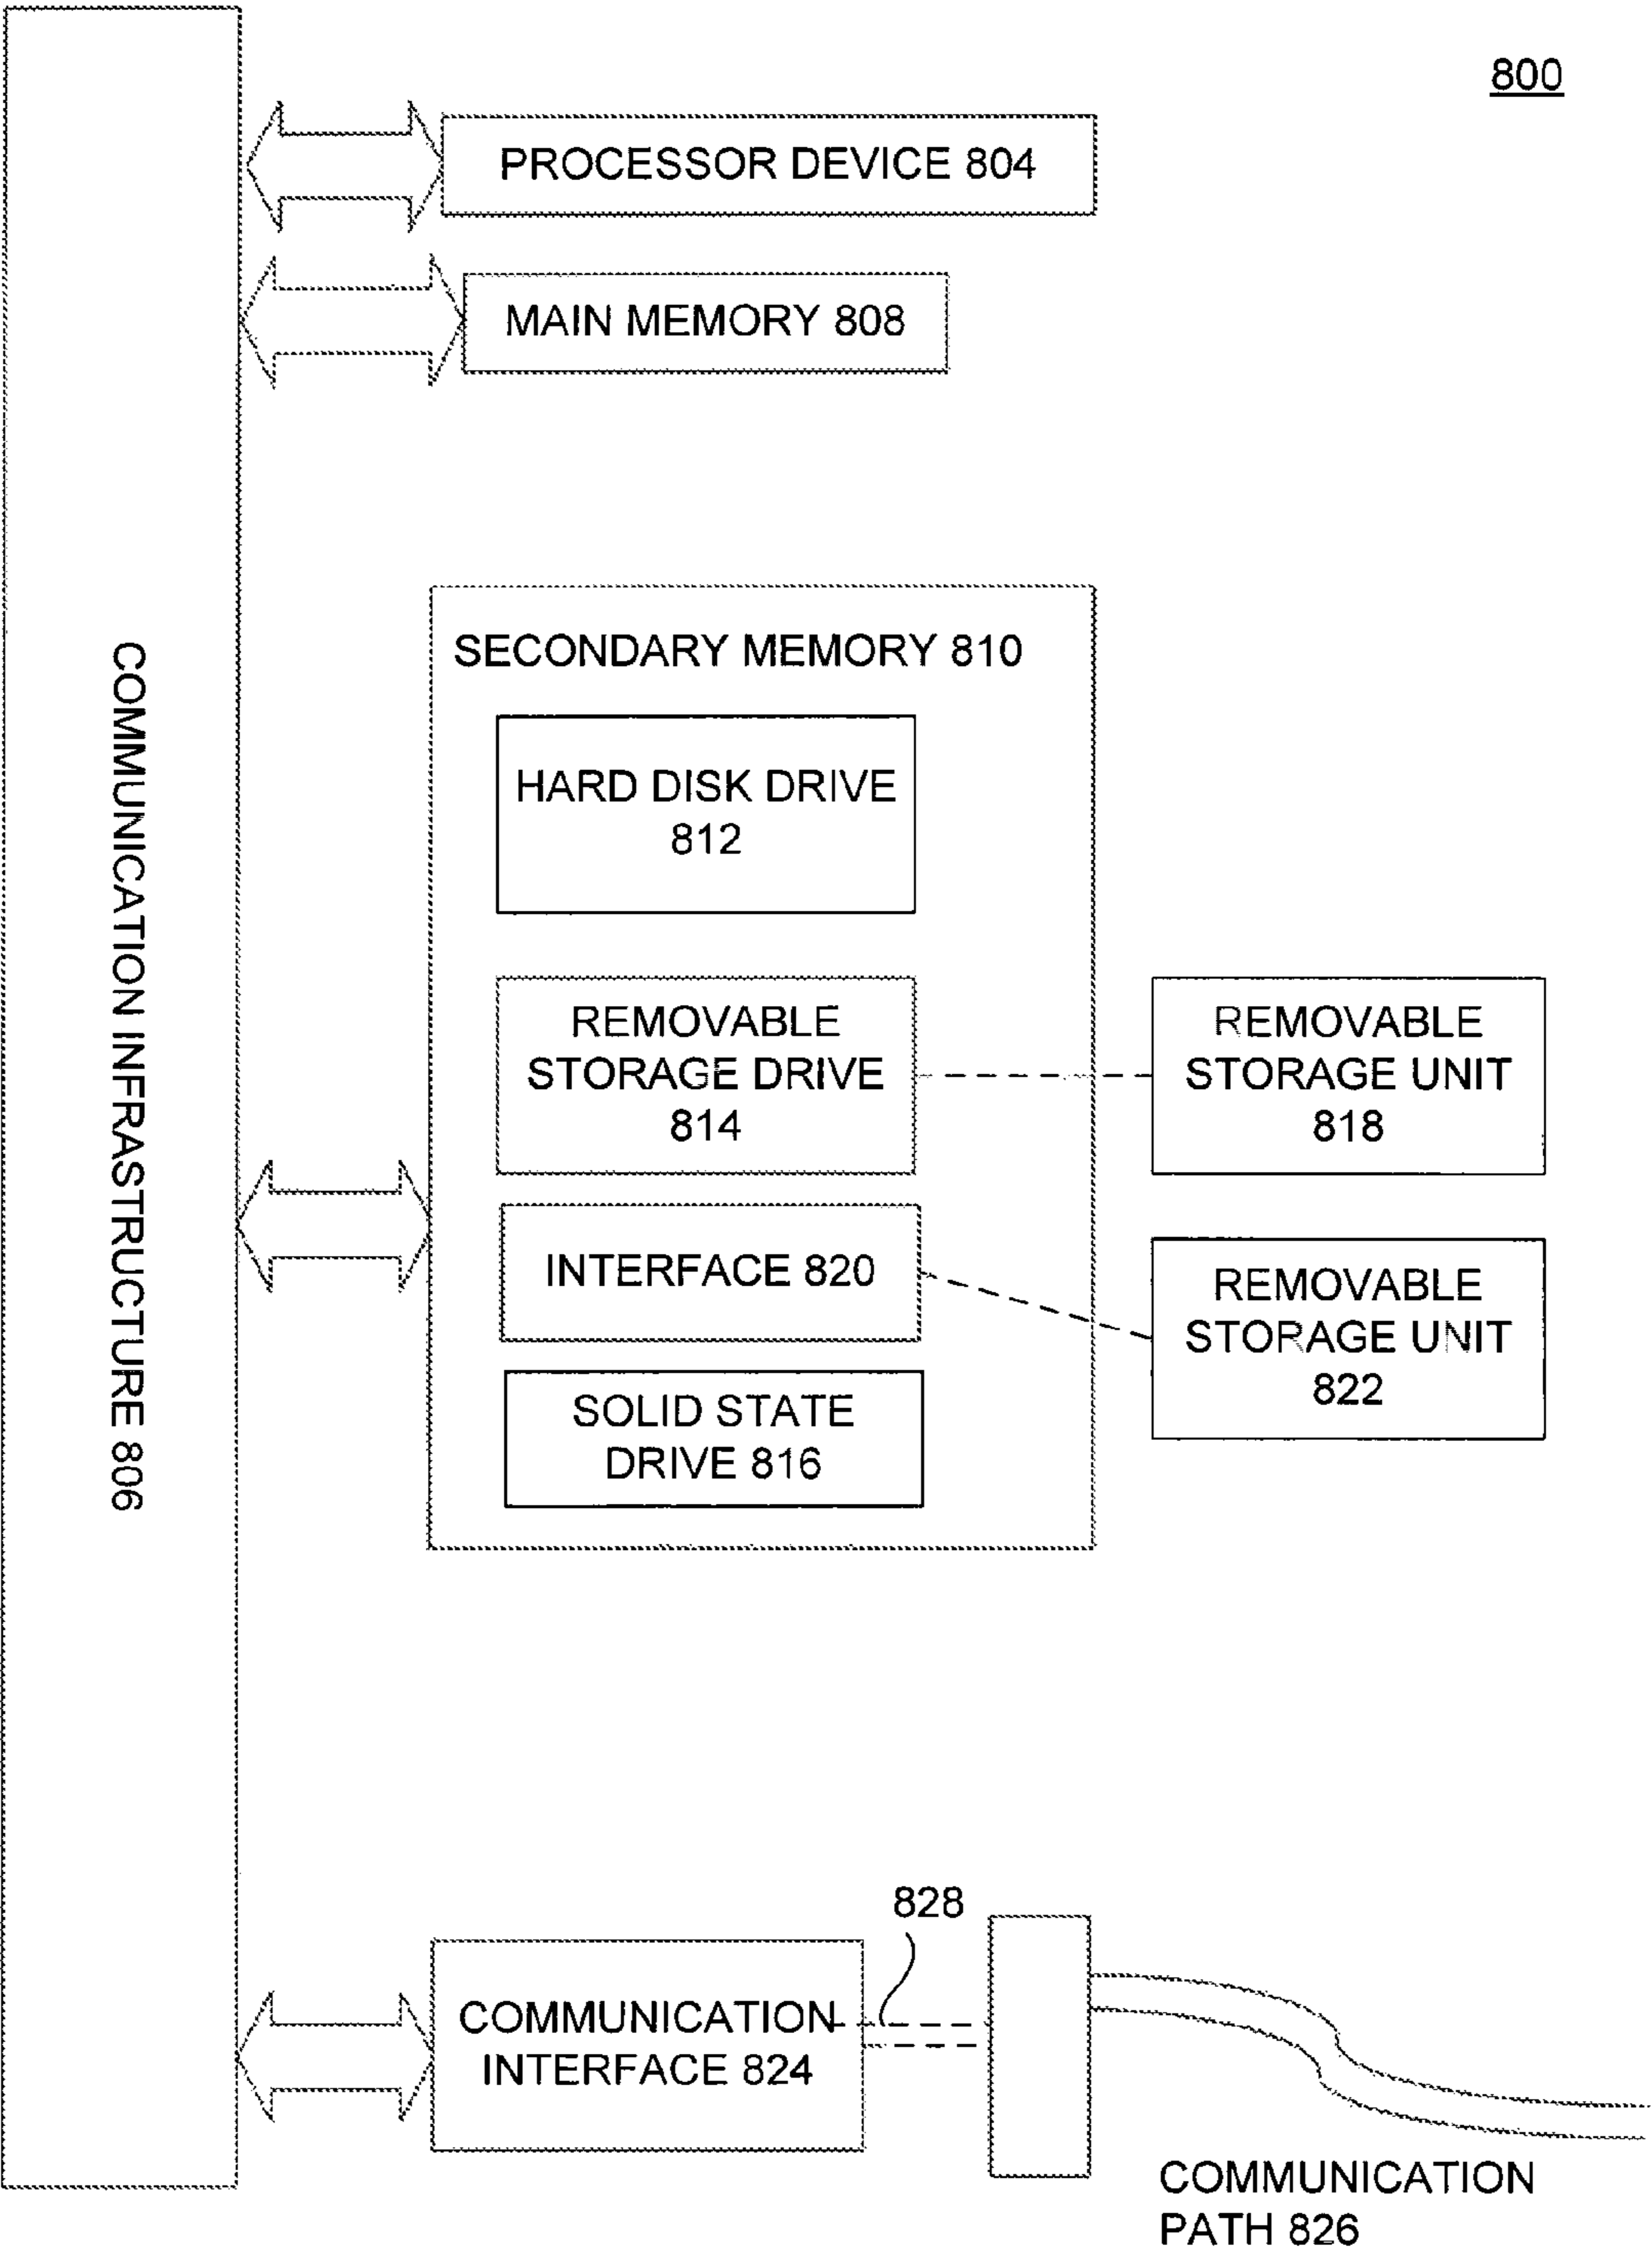 800
PROCESSOR DEVICE 804
MAIN MEMORY 808
COMMUNICATION INFRASTRUCTURE 806
SECONDARY MEMORY 810
HARD DISK DRIVE
812
REMOVABLE
STORAGE DRIVE
814
REMOVABLE
STORAGE UNIT
818
INTERFACE 820
REMOVABLE
STORAGE UNIT
822
SOLID STATE
DRIVE 816
828
COMMUNICATION
INTERFACE 824
COMMUNICATION
PATH 826